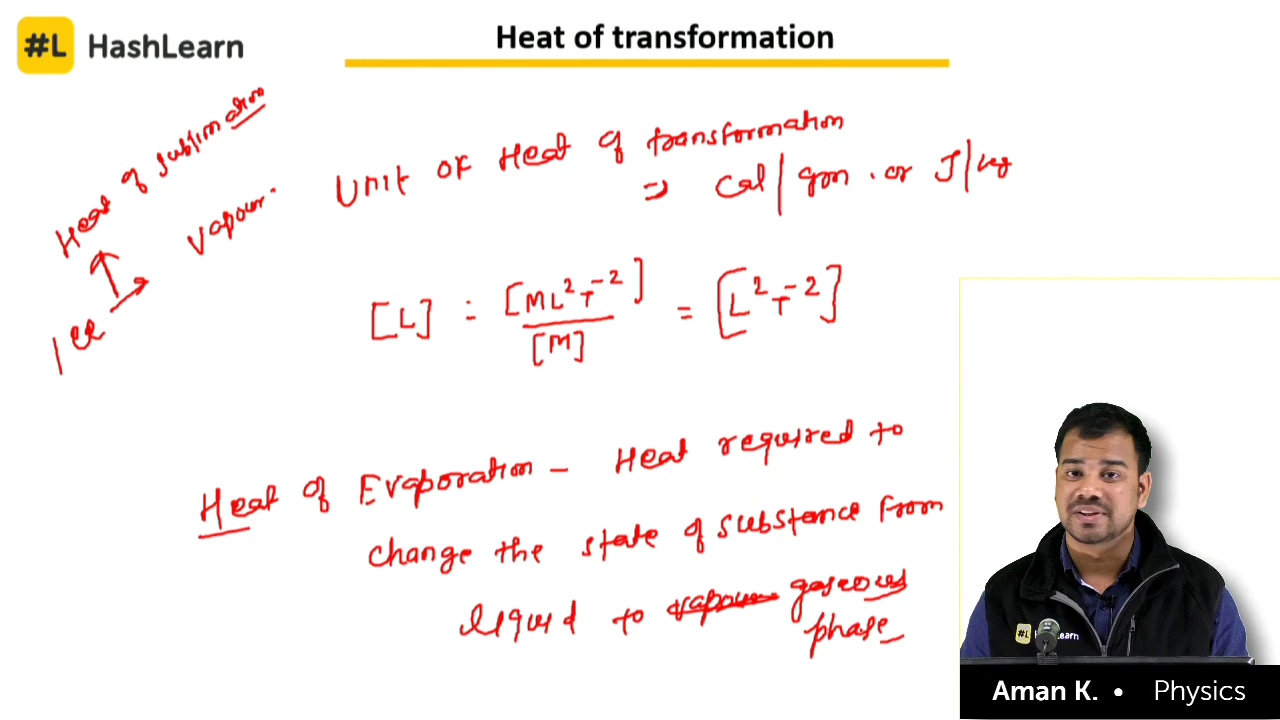 #L HashLearn
Heat of transformation
Heat of Sublimation
Ice → Vapour.
Unit of Heat of transformation
⇒ Cal/gm. or J/kg
[L] = [ML²T⁻²] / [M] = [L²T⁻²]
Heat of Evaporation – Heat required to
change the state of substance from
liquid to vapour gaseous
phase
#L HashLearn
Aman K. • Physics